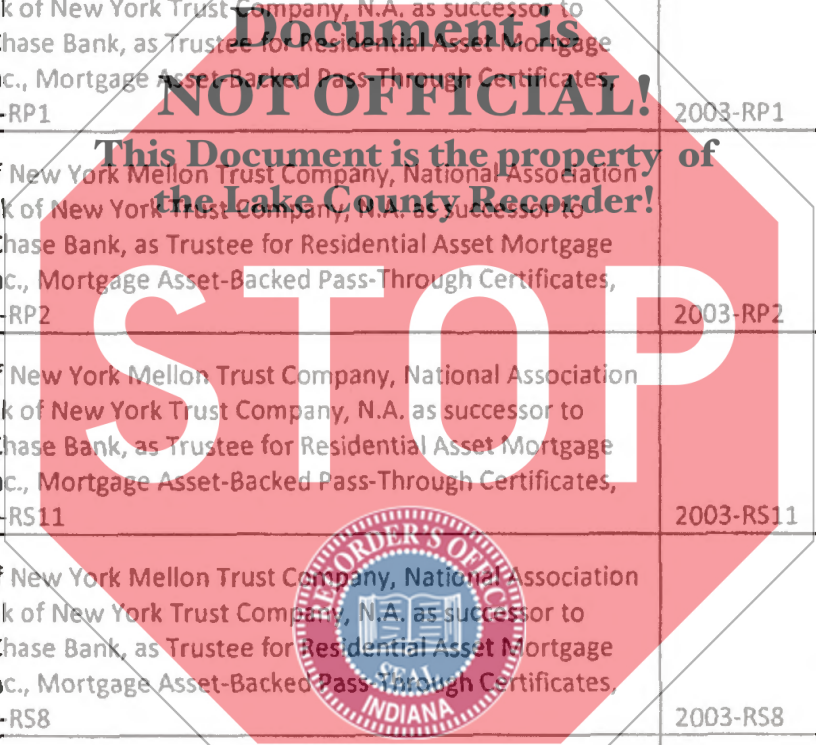 k of New York Trust Company, N.A. as successor to
Document is
hase Bank, as Trustee for Residential Asset Mortgage
c., Mortgage Asset-Backed Pass-Through Certificates,
NOT OFFICIAL!
-RP1 2003-RP1
This Document is the property of
New York Mellon Trust Company, National Association
the Lake County Recorder!
k of New York Trust Company, N.A. as successor to
hase Bank, as Trustee for Residential Asset Mortgage
c., Mortgage Asset-Backed Pass-Through Certificates,
-RP2 2003-RP2
STOP
New York Mellon Trust Company, National Association
k of New York Trust Company, N.A. as successor to
hase Bank, as Trustee for Residential Asset Mortgage
c., Mortgage Asset-Backed Pass-Through Certificates,
-RS11 2003-RS11
New York Mellon Trust Company, National Association
k of New York Trust Company, N.A. as successor to
hase Bank, as Trustee for Residential Asset Mortgage
c., Mortgage Asset-Backed Pass-Through Certificates,
-RS8 2003-RS8
RECORDER'S OFFICE
SEAL
INDIANA